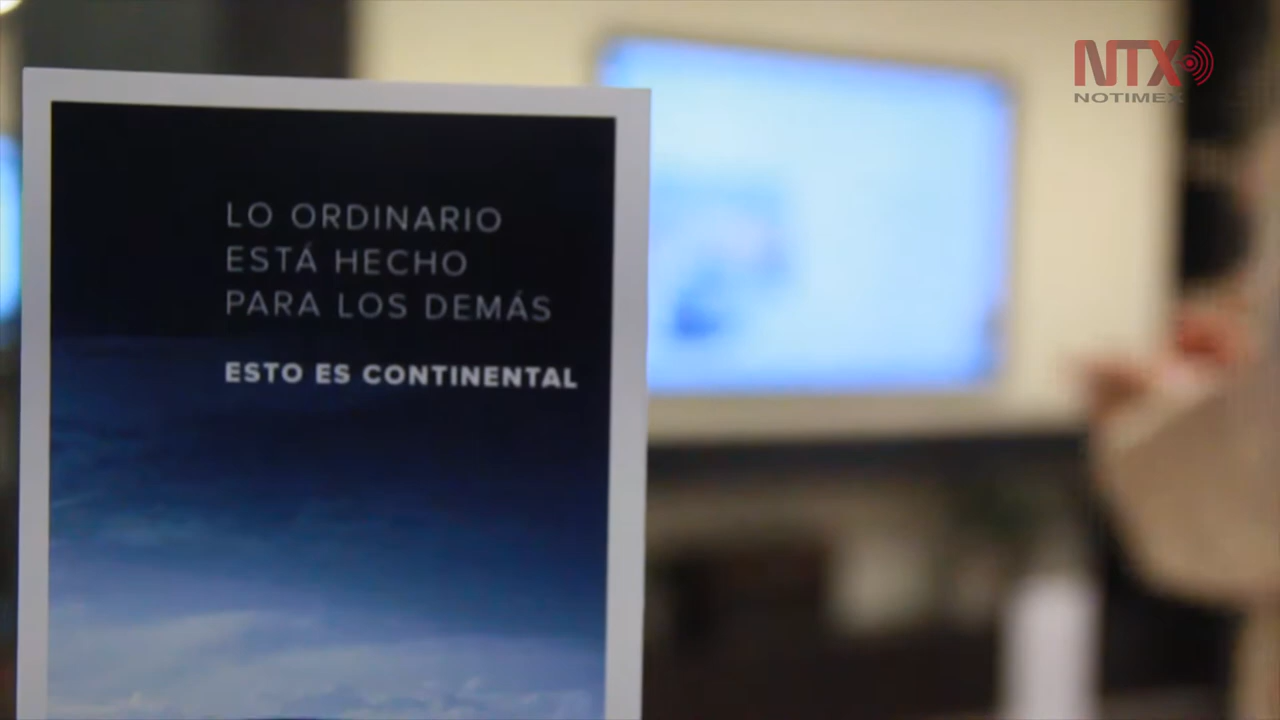 LO ORDINARIO
ESTÁ HECHO
PARA LOS DEMÁS
ESTO ES CONTINENTAL
NTX
NOTIMEX